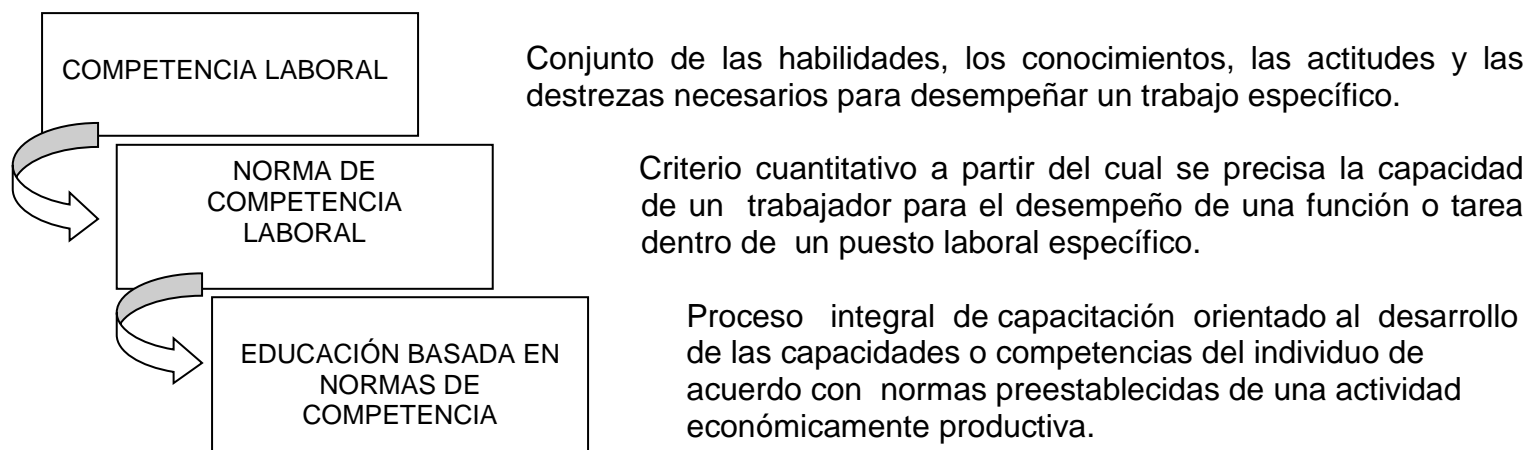 COMPETENCIA LABORAL
Conjunto de las habilidades, los conocimientos, las actitudes y las
destrezas necesarios para desempeñar un trabajo específico.
NORMA DE
COMPETENCIA
LABORAL
Criterio cuantitativo a partir del cual se precisa la capacidad
de un trabajador para el desempeño de una función o tarea
dentro de un puesto laboral específico.
EDUCACIÓN BASADA EN
NORMAS DE
COMPETENCIA
Proceso integral de capacitación orientado al desarrollo
de las capacidades o competencias del individuo de
acuerdo con normas preestablecidas de una actividad
económicamente productiva.